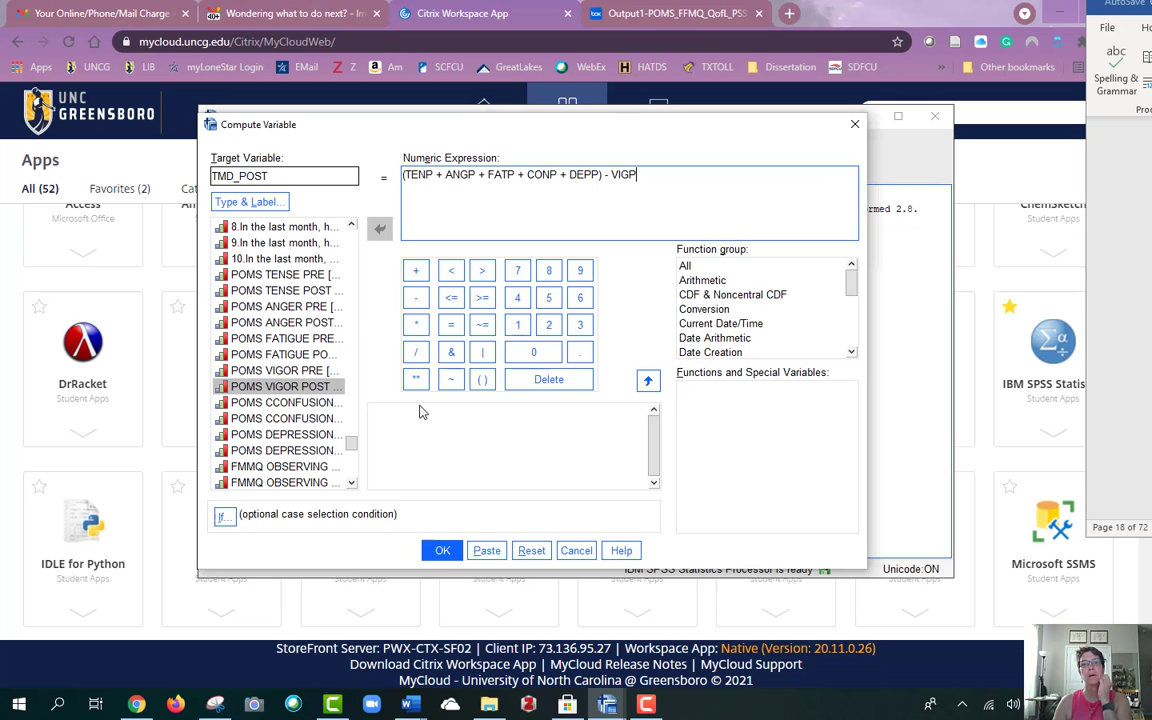 Your Online/Phone/Mail Charge
Wondering what to do next? - Im
Citrix Workspace App
Output1-POMS_FFMQ_QofL_PSS
AutoSave
mycloud.uncg.edu/Citrix/MyCloudWeb/
File
Apps
UNCG
LIB
myLoneStar Login
EMail
Z
Am
SCFCU
GreatLakes
WebEx
HATDS
TXTOLL
Dissertation
SDFCU
»
Other bookmarks
abc
Spelling &
Grammar
UNC
GREENSBORO
Apps
All (52)
Favorites (2)
Access
Microsoft Office
DrRacket
Student Apps
IDLE for Python
Student Apps
Compute Variable
Target Variable:
TMD_POST
=
Numeric Expression:
(TENP + ANGP + FATP + CONP + DEPP) - VIGP
Type & Label...
8.In the last month, h...
9.In the last month, h...
10.In the last month, ...
POMS TENSE PRE [...
POMS TENSE POST ...
POMS ANGER PRE [...
POMS ANGER POST...
POMS FATIGUE PRE...
POMS FATIGUE PO...
POMS VIGOR PRE [...
POMS VIGOR POST ...
POMS CCONFUSION...
POMS CCONFUSION...
POMS DEPRESSION...
POMS DEPRESSION...
FMMQ OBSERVING ...
FMMQ OBSERVING ...
+ < > 7 8 9
- <= >= 4 5 6
* = ~= 1 2 3
/ & | 0 .
** ~ ( ) Delete
Function group:
All
Arithmetic
CDF & Noncentral CDF
Conversion
Current Date/Time
Date Arithmetic
Date Creation
Functions and Special Variables:
If...
(optional case selection condition)
OK
Paste
Reset
Cancel
Help
rmed 2.8.
IBM SPSS Statistics Processor is ready
Unicode:ON
ChemSketch
Student Apps
IBM SPSS Statis
Student Apps
Microsoft SSMS
Student Apps
Page 18 of 72
StoreFront Server: PWX-CTX-SF02 | Client IP: 73.136.95.27 | Workspace App: Native (Version: 20.11.0.26)
Download Citrix Workspace App | MyCloud Release Notes | MyCloud Support
MyCloud - University of North Carolina @ Greensboro © 2021